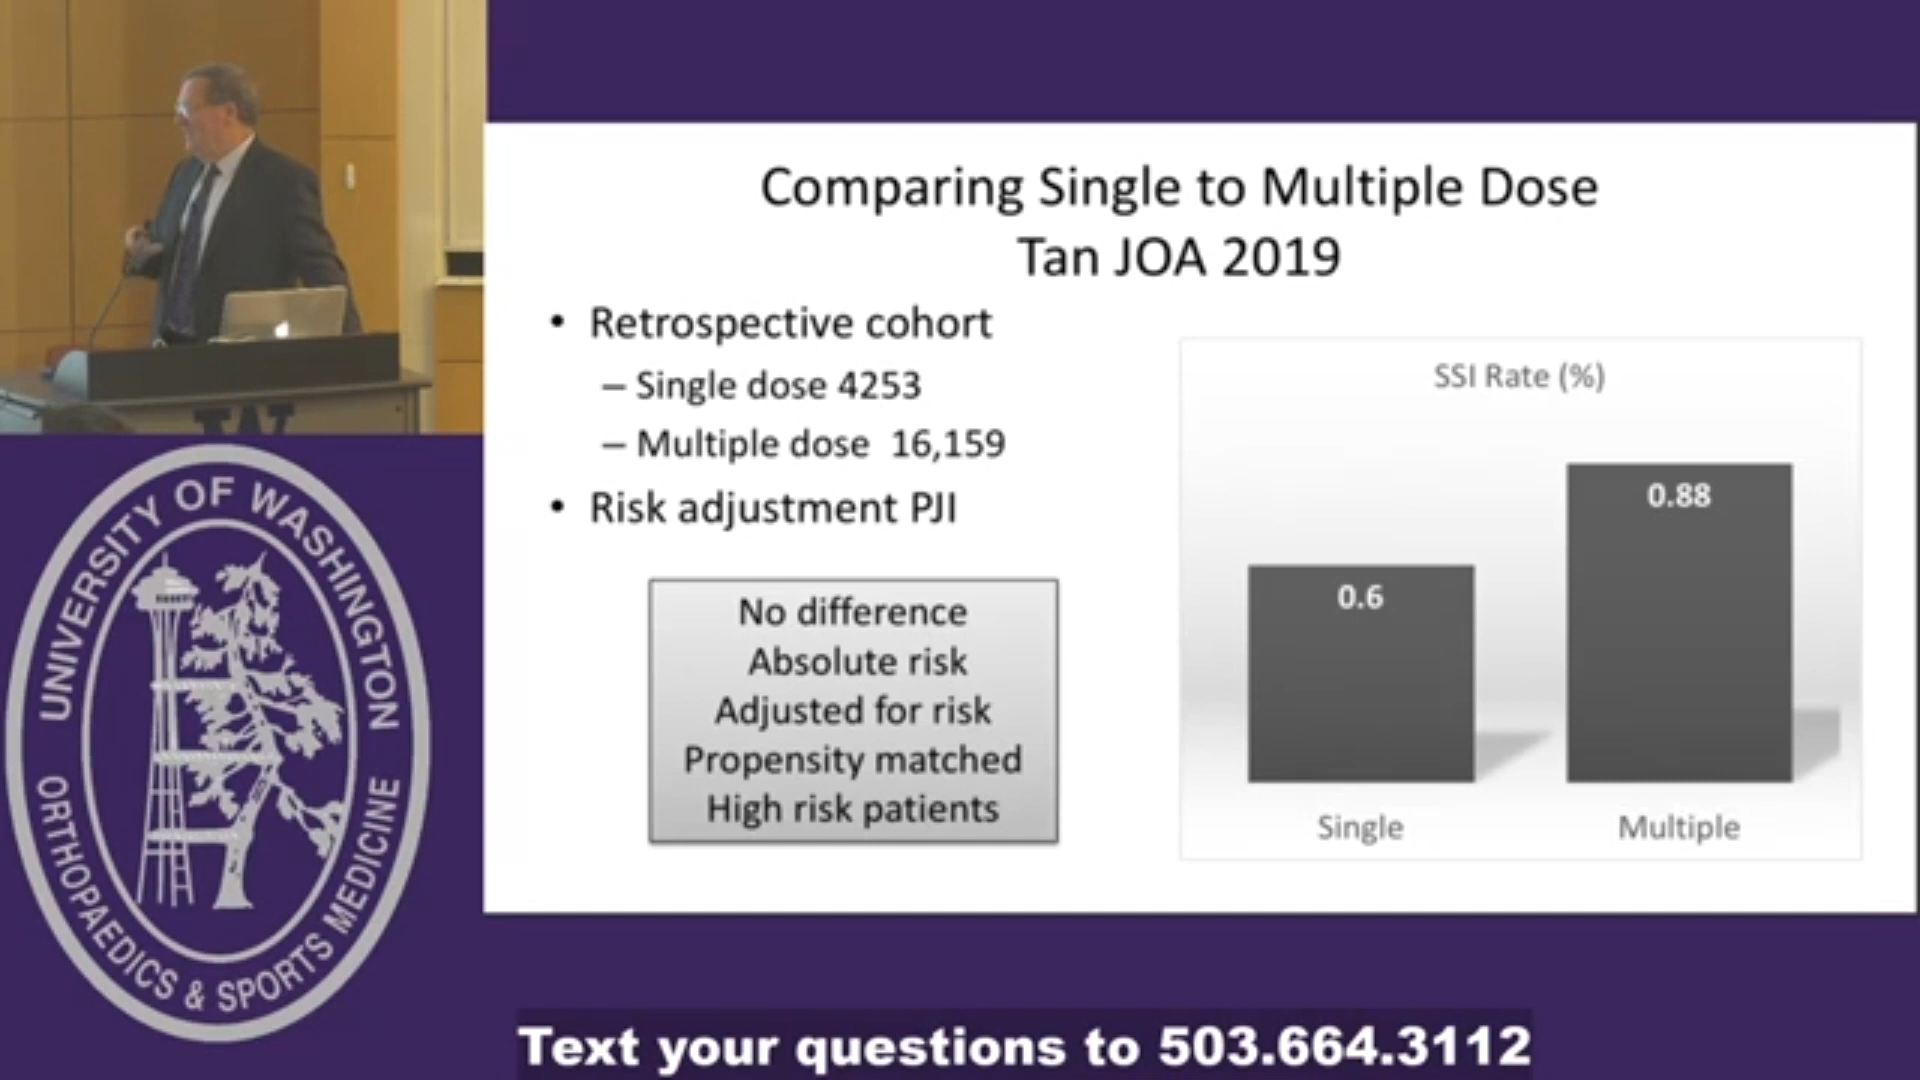 Comparing Single to Multiple Dose
Tan JOA 2019
• Retrospective cohort
– Single dose 4253
– Multiple dose 16,159
• Risk adjustment PJI
No difference
Absolute risk
Adjusted for risk
Propensity matched
High risk patients
SSI Rate (%)
0.6
0.88
Single
Multiple
UNIVERSITY OF WASHINGTON
ORTHOPAEDICS & SPORTS MEDICINE
Text your questions to 503.664.3112